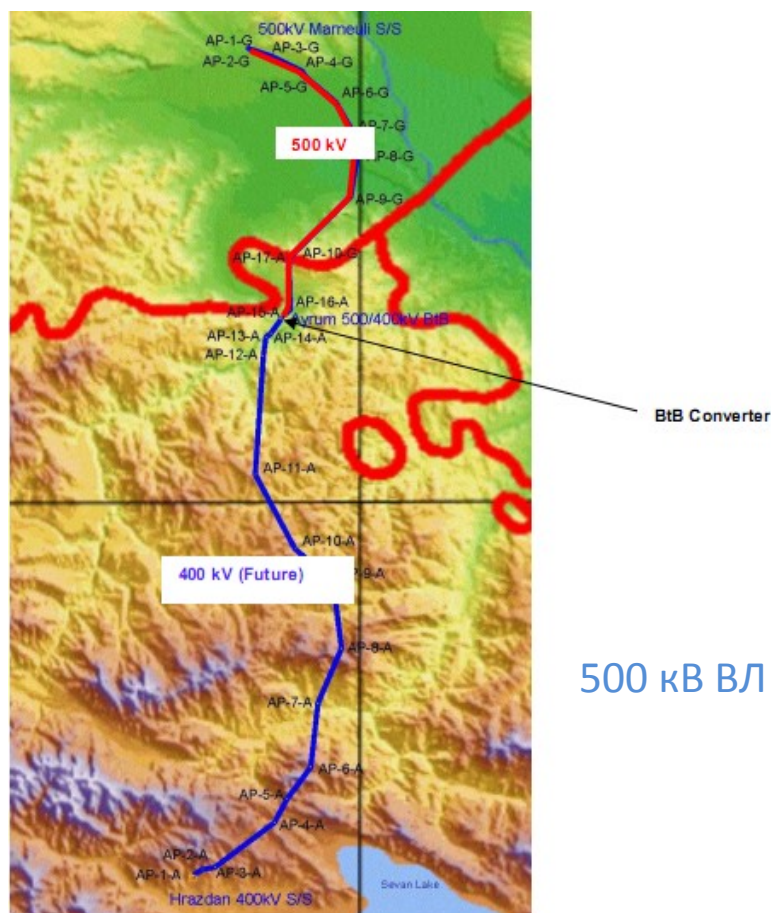 500kV Marneuli S/S
AP-1-G
AP-3-G
AP-2-G
AP-4-G
AP-5-G
AP-6-G
AP-7-G
500 kV
AP-8-G
AP-9-G
AP-10-G
AP-17-A
AP-16-A
AP-15-A
Ayrum 500/400kV BtB
AP-13-A
AP-14-A
AP-12-A
BtB Converter
AP-11-A
AP-10-A
400 kV (Future)
AP-9-A
AP-8-A
500 кВ ВЛ
AP-7-A
AP-6-A
AP-5-A
AP-4-A
AP-2-A
AP-1-A
AP-3-A
Sevan Lake
Hrazdan 400kV S/S